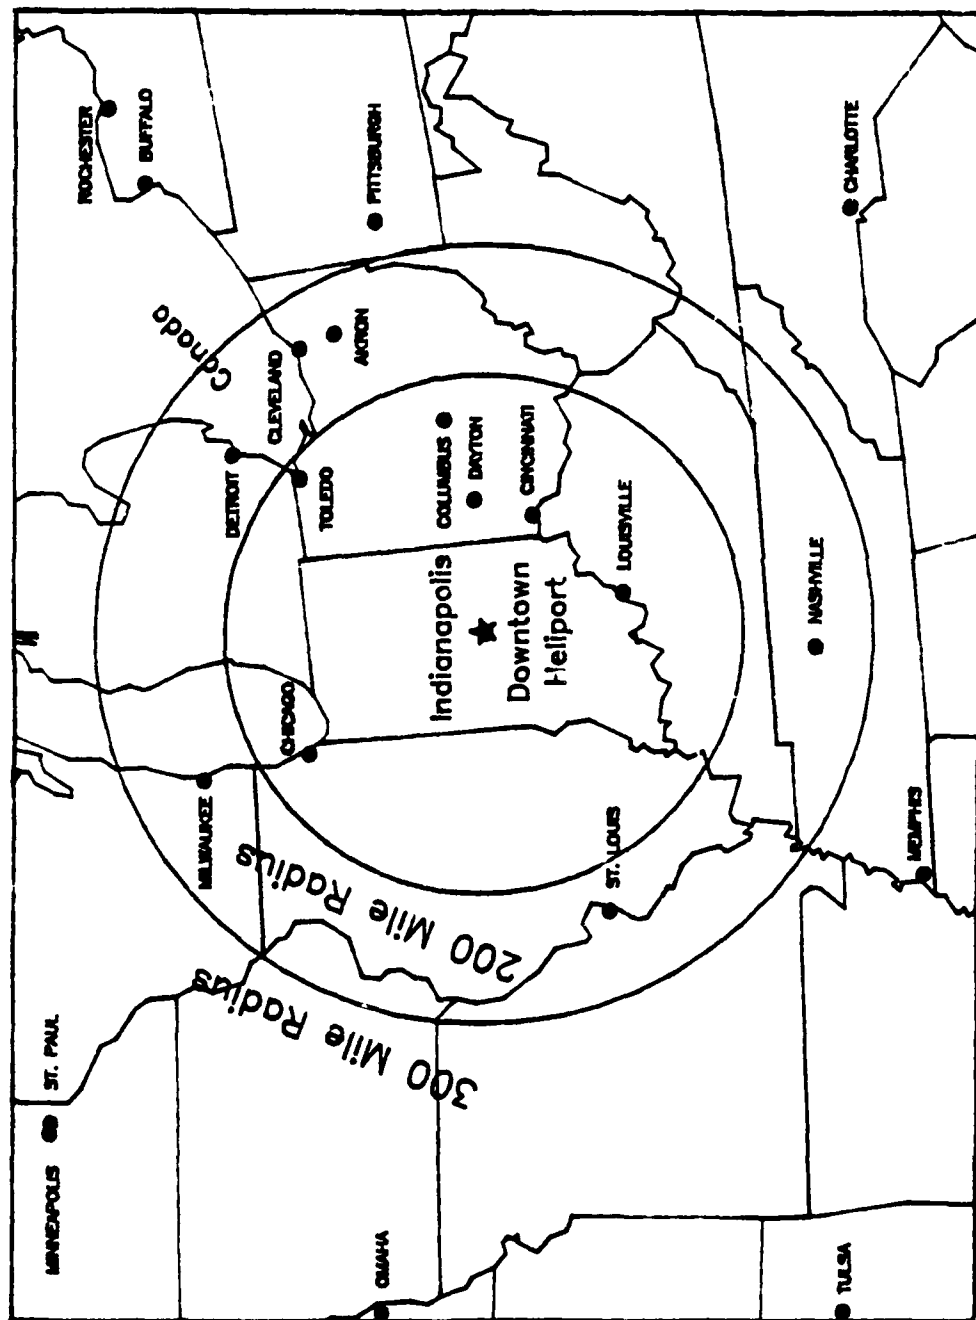 MINNEAPOLIS
ST. PAUL
ROCHESTER
BUFFALO
Canada
MILWAUKEE
CHICAGO
DETROIT
TOLEDO
CLEVELAND
AKRON
PITTSBURGH
OMAHA
300 Mile Radius
200 Mile Radius
Indianapolis
Downtown
Heliport
COLUMBUS
DAYTON
CINCINNATI
LOUISVILLE
ST. LOUIS
NASHVILLE
CHARLOTTE
TULSA
MEMPHIS